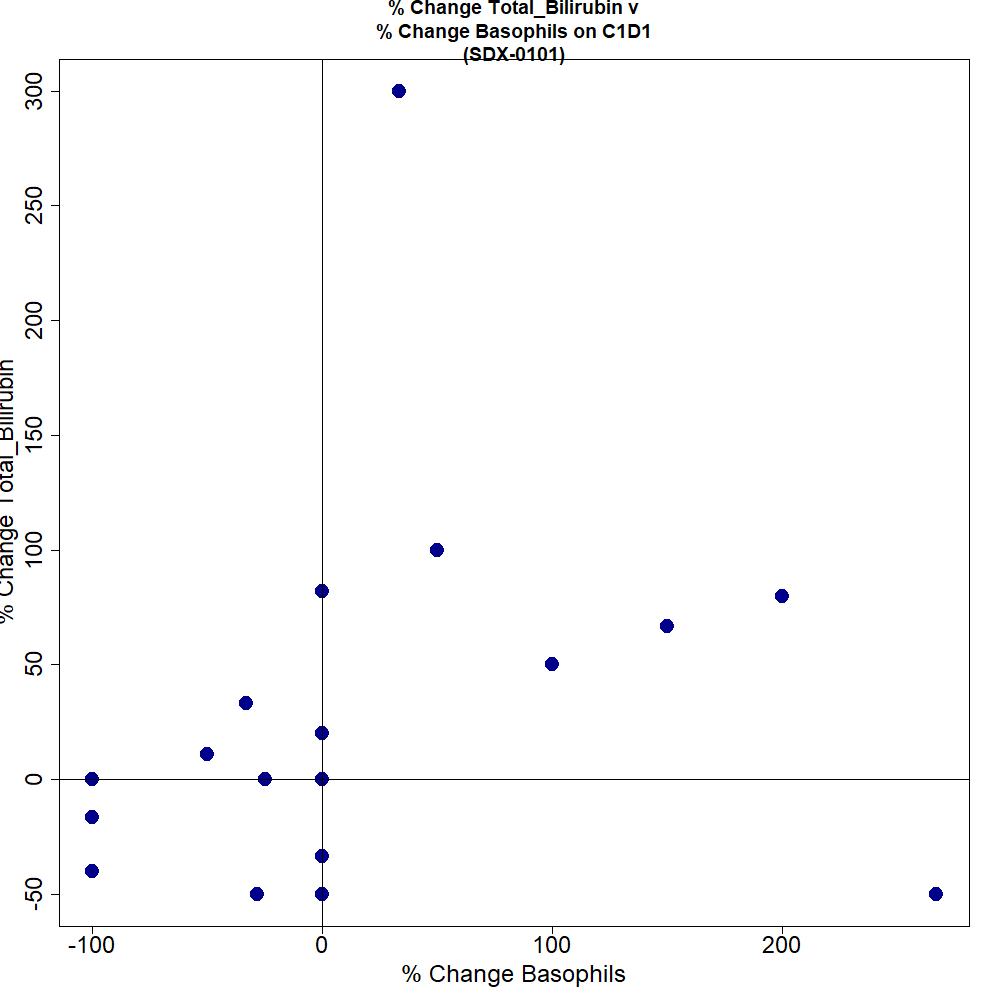 % Change Total_Bilirubin v
% Change Basophils on C1D1
(SDX-0101)
300
250
200
150
100
50
0
-50
% Change Total_Bilirubin
-100
0
100
200
% Change Basophils